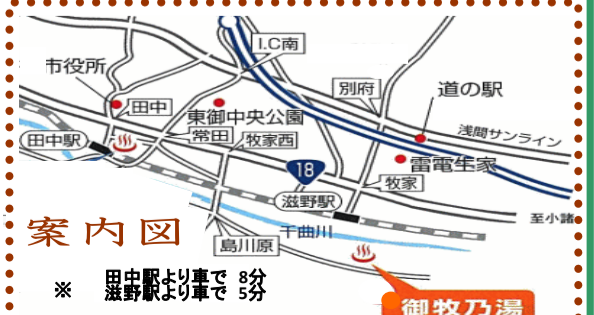 I.C南
市役所
別府
道の駅
田中
東御中央公園
浅間サンライン
常田
牧家西
田中駅
雷電生家
18
牧家
滋野駅
至小諸
案内図
千曲川
島川原
田中駅より車で 8分
※ 滋野駅より車で 5分
御牧乃湯